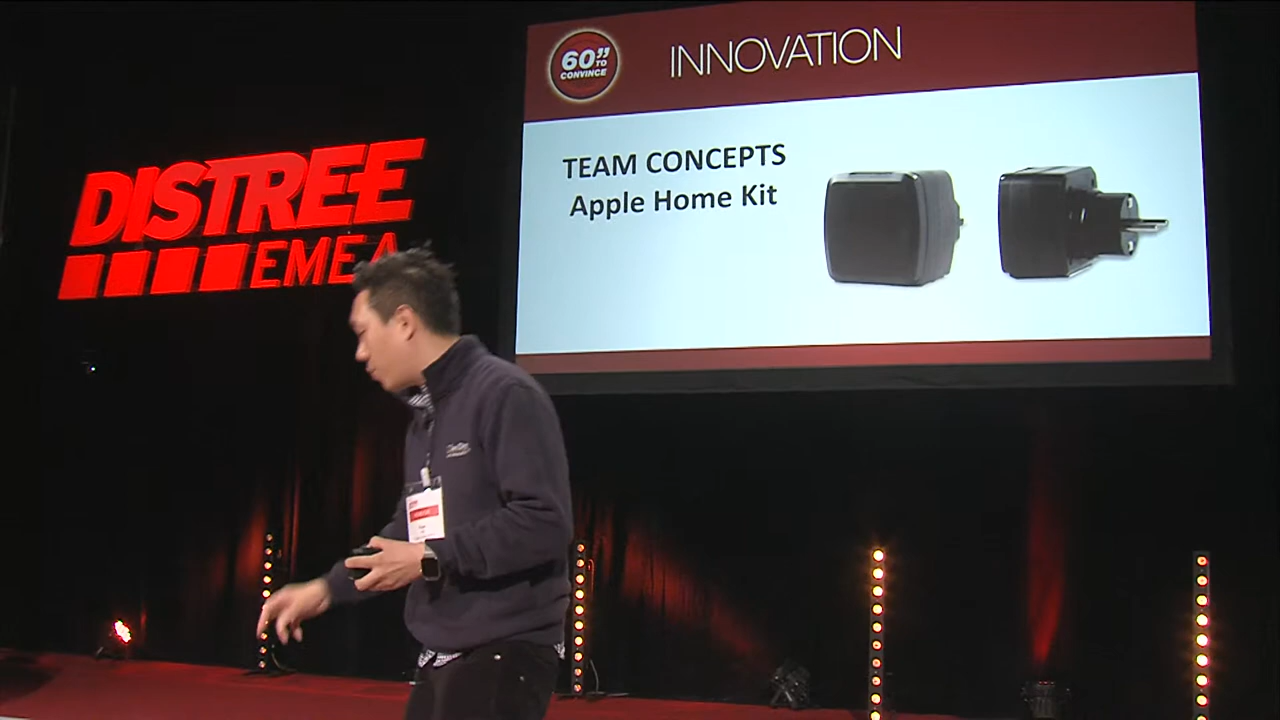 60”
TO
CONVINCE
INNOVATION
DISTREE
EMEA
TEAM CONCEPTS
Apple Home Kit